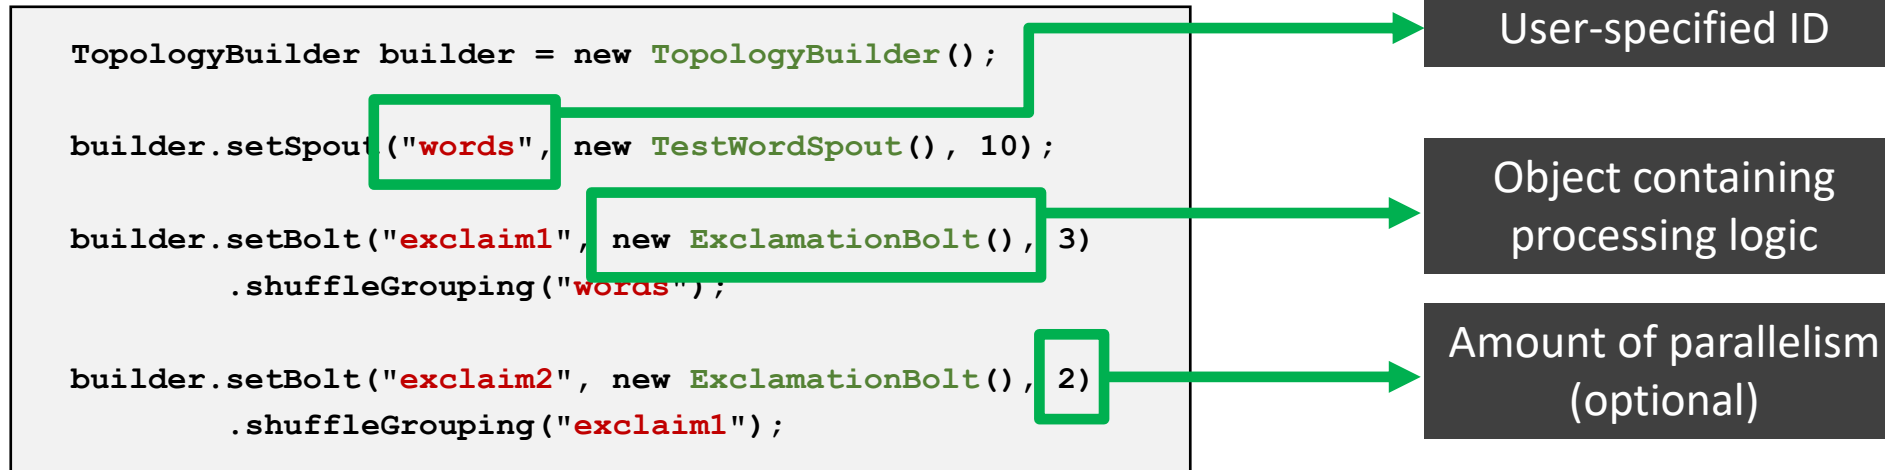 TopologyBuilder builder = new TopologyBuilder();
builder.setSpout("words", new TestWordSpout(), 10);
builder.setBolt("exclaim1", new ExclamationBolt(), 3)
.shuffleGrouping("words");
builder.setBolt("exclaim2", new ExclamationBolt(), 2)
.shuffleGrouping("exclaim1");
User-specified ID
Object containing
processing logic
Amount of parallelism
(optional)